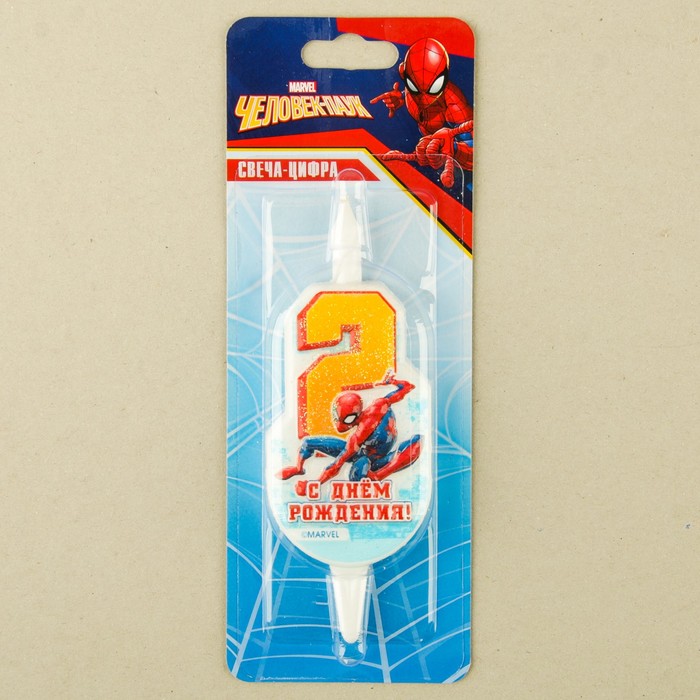 MARVEL
ЧЕЛОВЕК-ПАУК
СВЕЧА-ЦИФРА
2
С ДНЁМ
РОЖДЕНИЯ!
©MARVEL